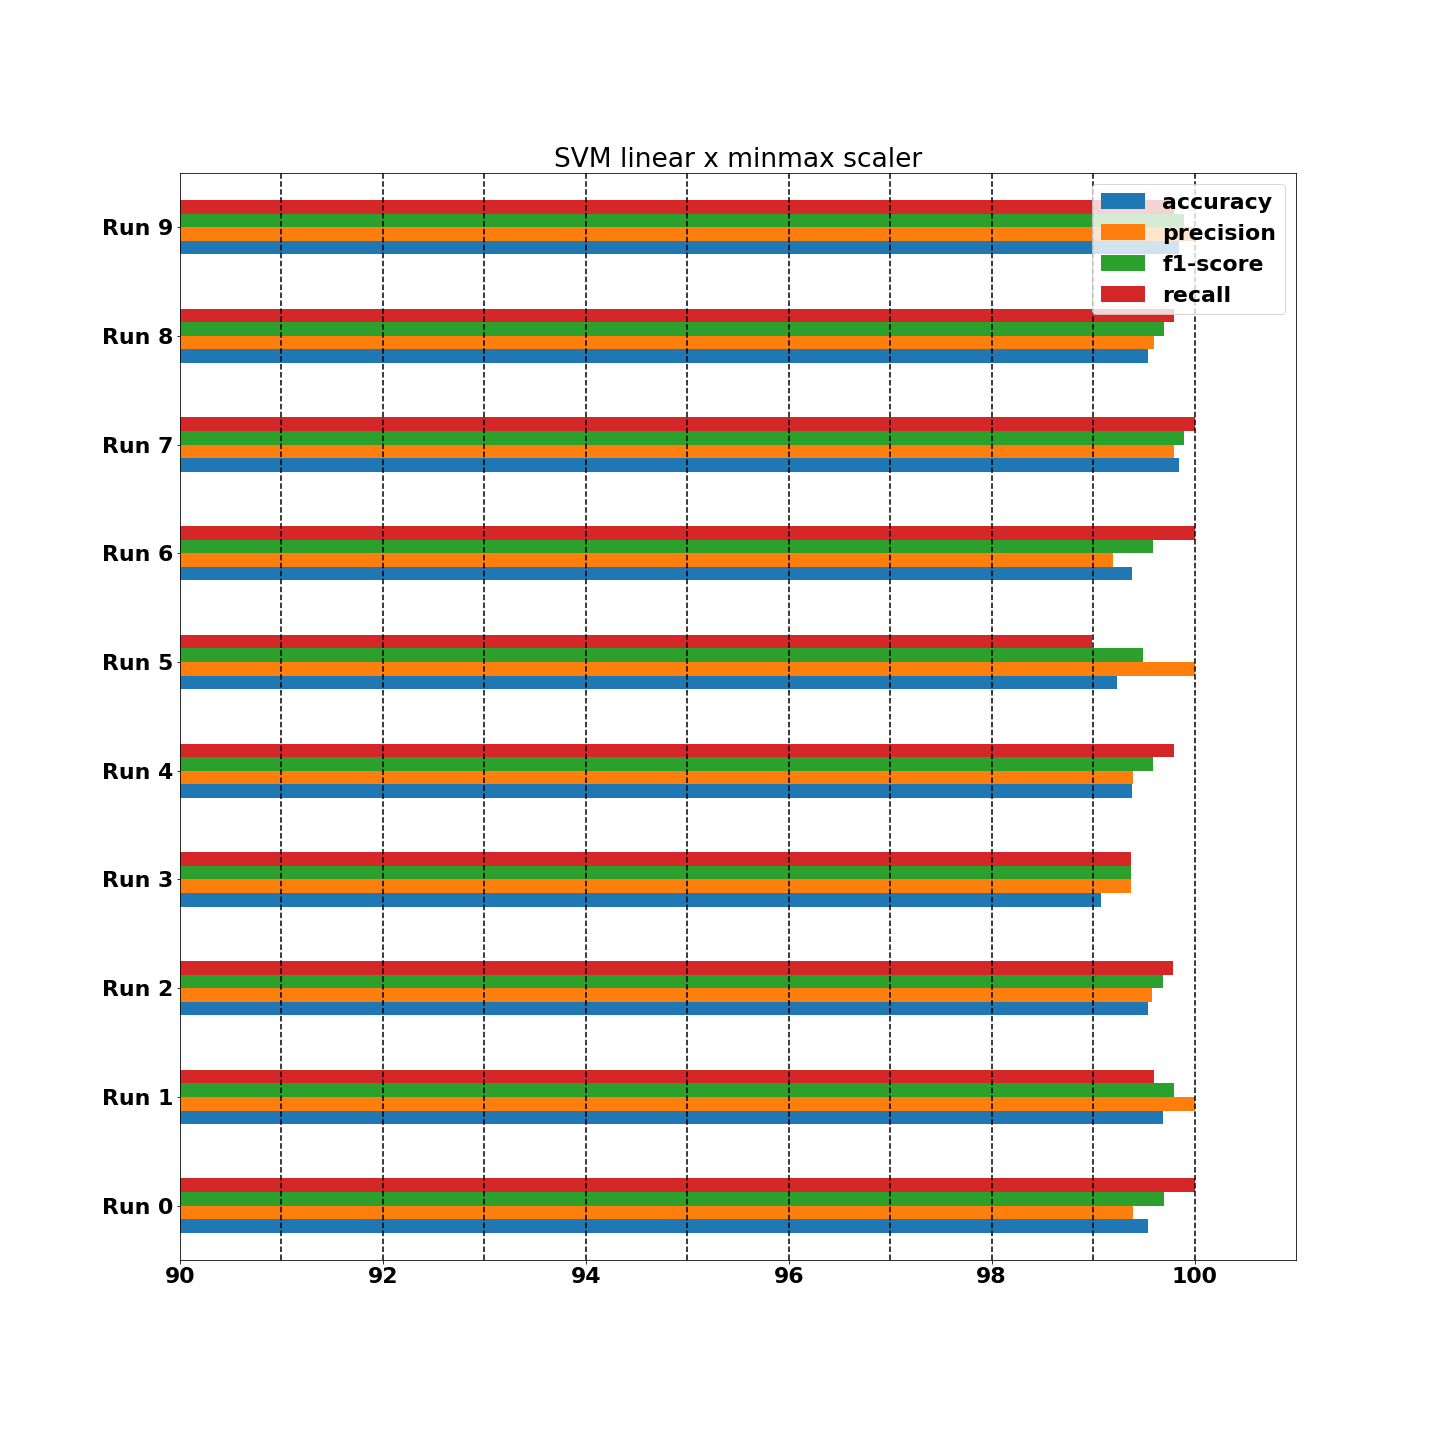 SVM linear x minmax scaler
accuracy
precision
f1-score
recall
Run 9
Run 8
Run 7
Run 6
Run 5
Run 4
Run 3
Run 2
Run 1
Run 0
90 92 94 96 98 100